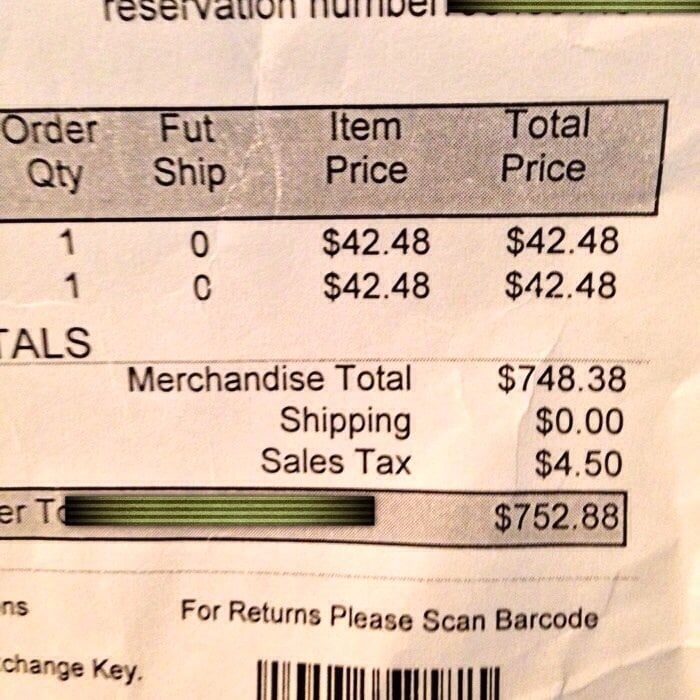 reservation number
Order Fut Item Total
Qty Ship Price Price
1 0 $42.48 $42.48
1 0 $42.48 $42.48
TALS
Merchandise Total $748.38
Shipping $0.00
Sales Tax $4.50
er To $752.88
ns For Returns Please Scan Barcode
change Key.